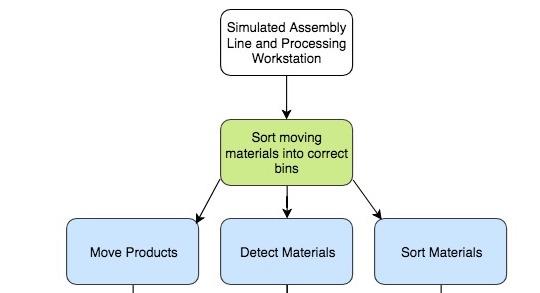 Simulated Assembly
Line and Processing
Workstation
Sort moving
materials into correct
bins
Move Products
Detect Materials
Sort Materials